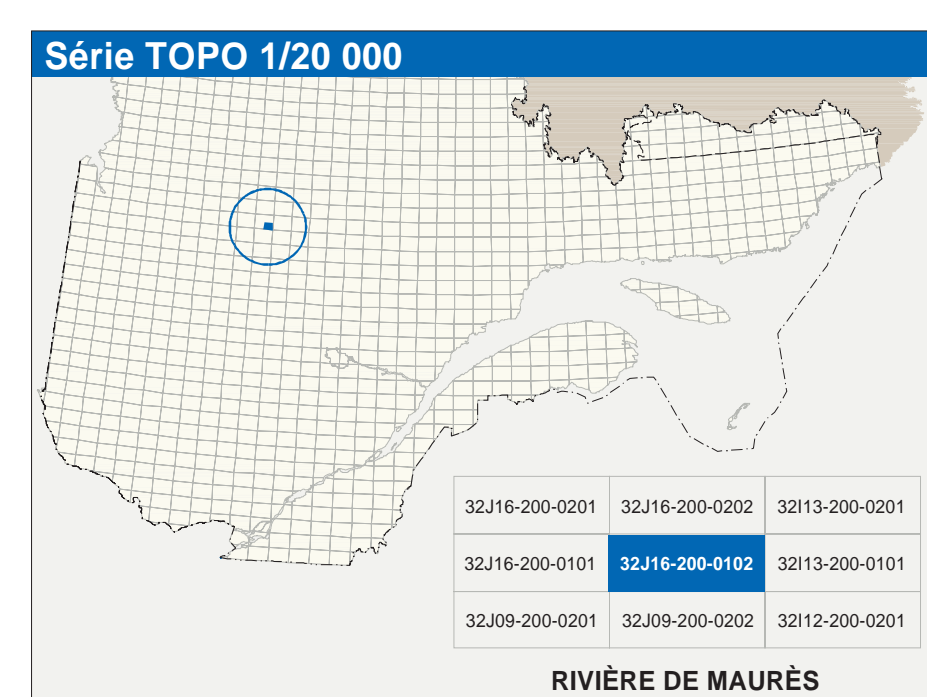 Série TOPO 1/20 000
32J16-200-0201 32J16-200-0202 32I13-200-0201
32J16-200-0101 32J16-200-0102 32I13-200-0101
32J09-200-0201 32J09-200-0202 32I12-200-0201
RIVIÈRE DE MAURÈS